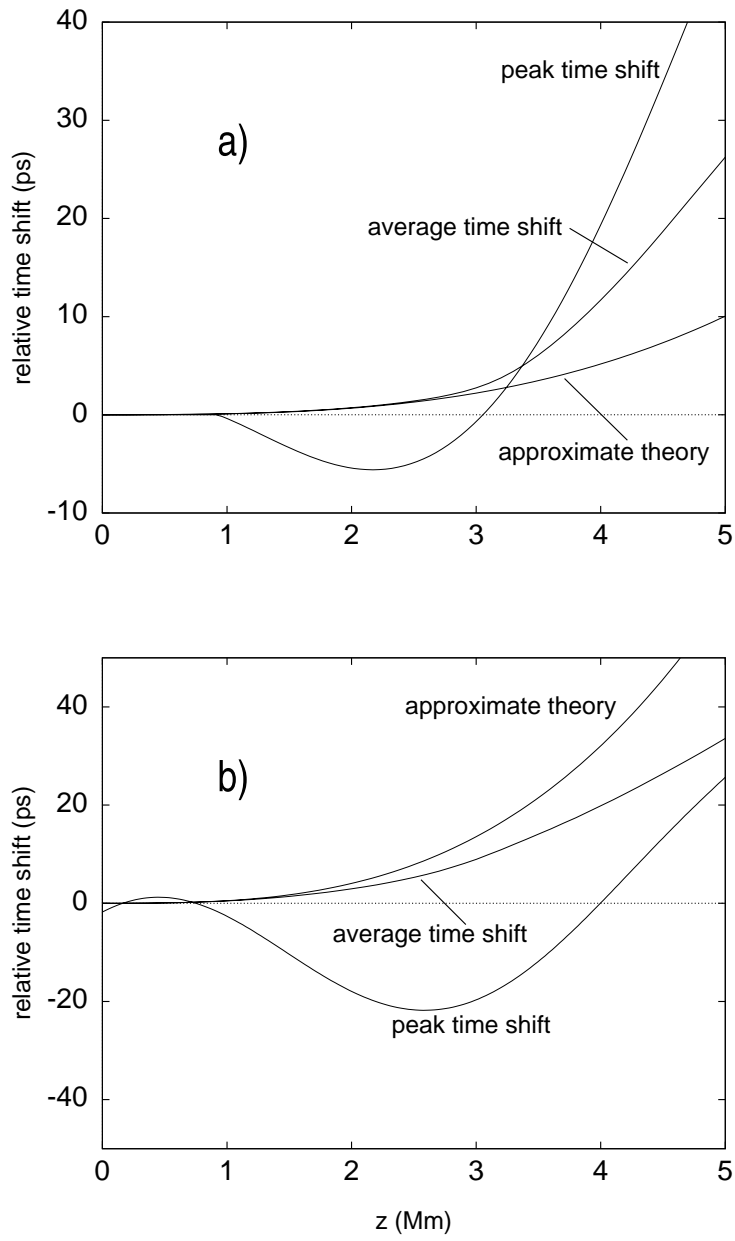 40
peak time shift
30
a)
relative time shift (ps)
average time shift
20
10
0
approximate theory
-10
0 1 2 3 4 5
40
approximate theory
b)
relative time shift (ps)
20
0
average time shift
-20
peak time shift
-40
0 1 2 3 4 5
z (Mm)